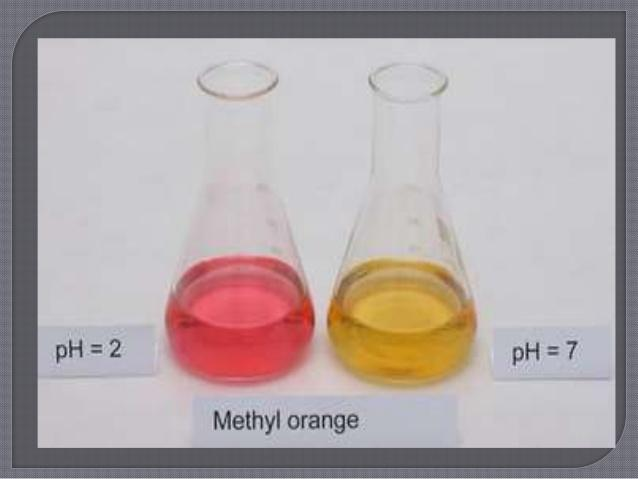 pH = 2
pH = 7
Methyl orange